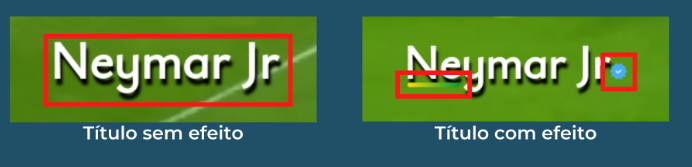 Neymar Jr
Neymar Jr
Título sem efeito
Título com efeito